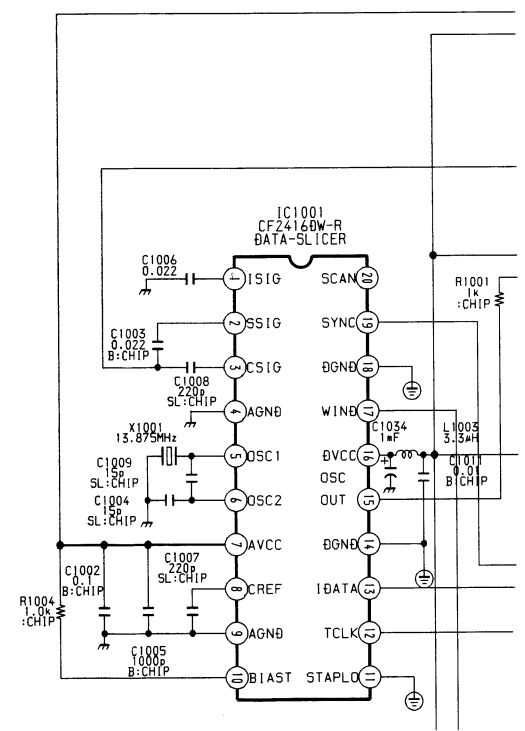 IC1001
CF2416DW-R
DATA-SLICER
C1006
0.022
1 ISIG SCAN 20
R1001
1k
:CHIP
C1003
0.022
B:CHIP
2 SSIG SYNC 19
3 CSIG DGND 18
C1008
220p
SL:CHIP
4 AGND WIND 17
X1001
13.875MHz
C1034
1mF
L1003
3.3μH
5 OSC1 DVCC 16
C1009
15p
SL:CHIP
C1011
0.01
B:CHIP
OSC
6 OSC2 OUT 15
C1004
15p
SL:CHIP
7 AVCC DGND 14
C1002
0.1
B:CHIP
C1007
220p
SL:CHIP
8 CREF IDATA 13
R1004
1.0k
:CHIP
9 AGND TCLK 12
C1005
1000p
B:CHIP
10 BIAST STAPLO 11